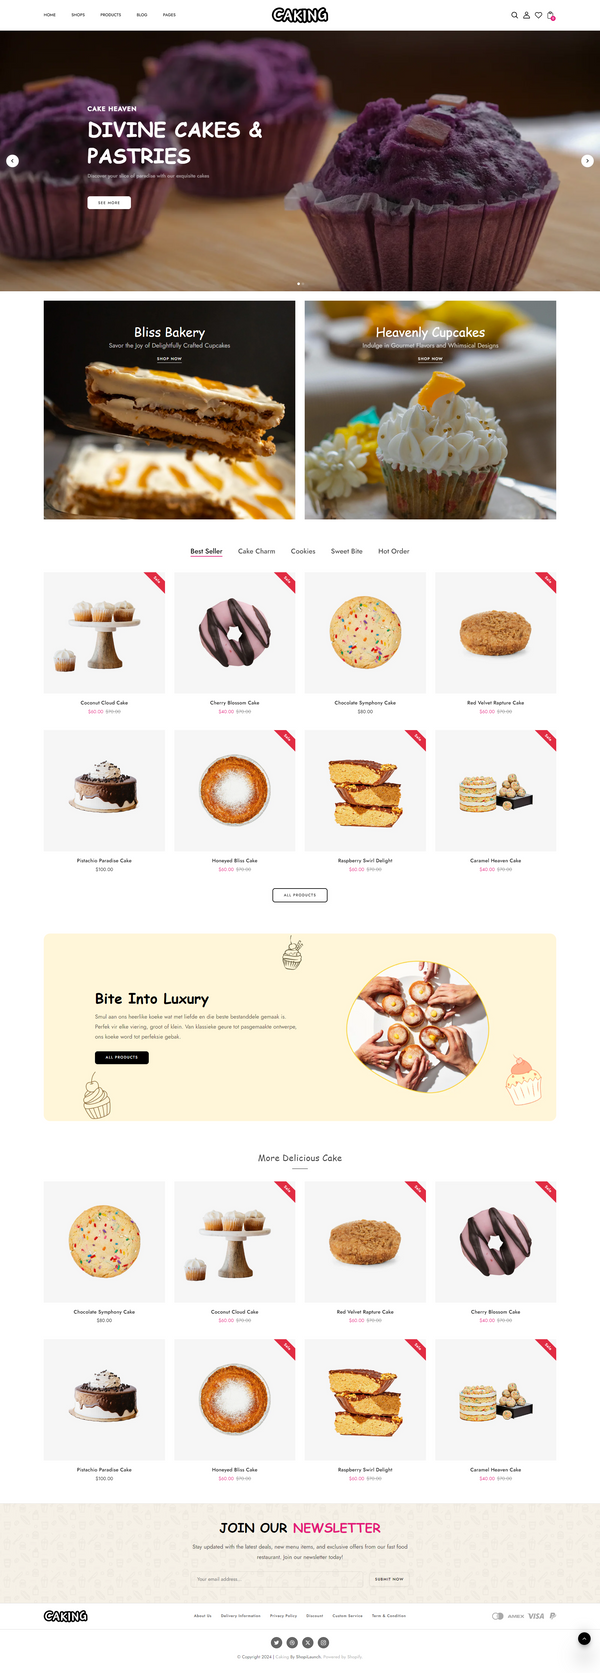 HOME SHOPS PRODUCTS BLOG PAGES
CAKING
CAKE HEAVEN
DIVINE CAKES &
PASTRIES
Discover your slice of paradise with our exquisite cakes
SEE MORE
Bliss Bakery
Savor the Joy of Delightfully Crafted Cupcakes
SHOP NOW
Heavenly Cupcakes
Indulge in Gourmet Flavors and Whimsical Designs
SHOP NOW
Best Seller Cake Charm Cookies Sweet Bite Hot Order
Sale
Sale
Sale
Coconut Cloud Cake
$60.00 $70.00
Cherry Blossom Cake
$40.00 $70.00
Chocolate Symphony Cake
$80.00
Red Velvet Rapture Cake
$60.00 $70.00
Sale
Sale
Sale
Pistachio Paradise Cake
$100.00
Honeyed Bliss Cake
$60.00 $70.00
Raspberry Swirl Delight
$60.00 $70.00
Caramel Heaven Cake
$40.00 $70.00
ALL PRODUCTS
Bite Into Luxury
Smul aan ons heerlike koeke wat met liefde en die beste bestanddele gemaak is.
Perfek vir elke viering, groot of klein. Van klassieke geure tot pasgemaakte ontwerpe,
ons koeke word tot perfeksie gebak.
ALL PRODUCTS
More Delicious Cake
Sale
Sale
Sale
Chocolate Symphony Cake
$80.00
Coconut Cloud Cake
$60.00 $70.00
Red Velvet Rapture Cake
$60.00 $70.00
Cherry Blossom Cake
$40.00 $70.00
Sale
Sale
Sale
Pistachio Paradise Cake
$100.00
Honeyed Bliss Cake
$60.00 $70.00
Raspberry Swirl Delight
$60.00 $70.00
Caramel Heaven Cake
$40.00 $70.00
JOIN OUR NEWSLETTER
Stay updated with the latest deals, new menu items, and exclusive offers from our fast food
restaurant. Join our newsletter today!
Your email address...
SUBMIT NOW
CAKING
About Us Delivery Information Privacy Policy Discount Custom Service Term & Condition
AMEX VISA
© Copyright 2024 | Caking By ShopiLaunch. Powered by Shopify.